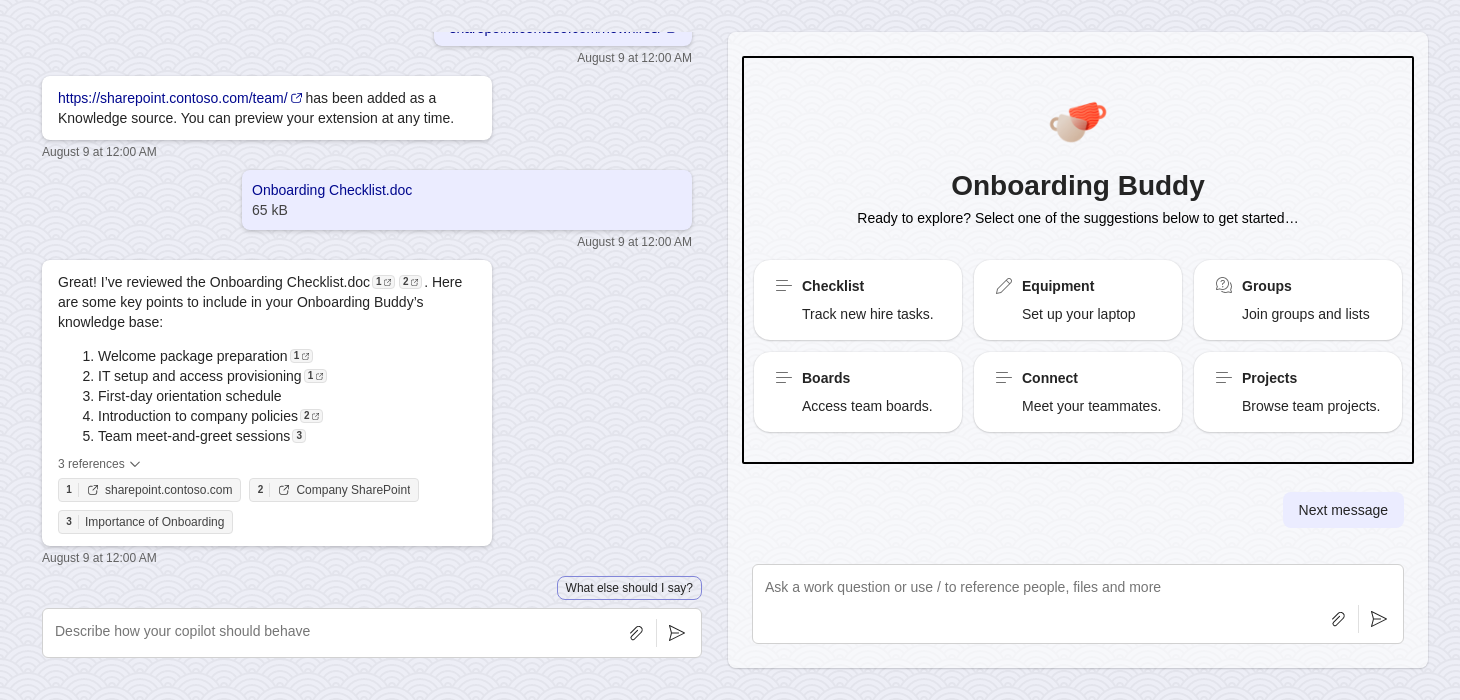 August 9 at 12:00 AM
https://sharepoint.contoso.com/team/ has been added as a
Knowledge source. You can preview your extension at any time.
August 9 at 12:00 AM
Onboarding Checklist.doc
65 kB
August 9 at 12:00 AM
Great! I've reviewed the Onboarding Checklist.doc 1 2 . Here
are some key points to include in your Onboarding Buddy's
knowledge base:
1. Welcome package preparation 1
2. IT setup and access provisioning 1
3. First-day orientation schedule
4. Introduction to company policies 2
5. Team meet-and-greet sessions 3
3 references
1 sharepoint.contoso.com 2 Company SharePoint
3 Importance of Onboarding
August 9 at 12:00 AM
What else should I say?
Describe how your copilot should behave
Onboarding Buddy
Ready to explore? Select one of the suggestions below to get started…
Checklist
Track new hire tasks.
Equipment
Set up your laptop
Groups
Join groups and lists
Boards
Access team boards.
Connect
Meet your teammates.
Projects
Browse team projects.
Next message
Ask a work question or use / to reference people, files and more